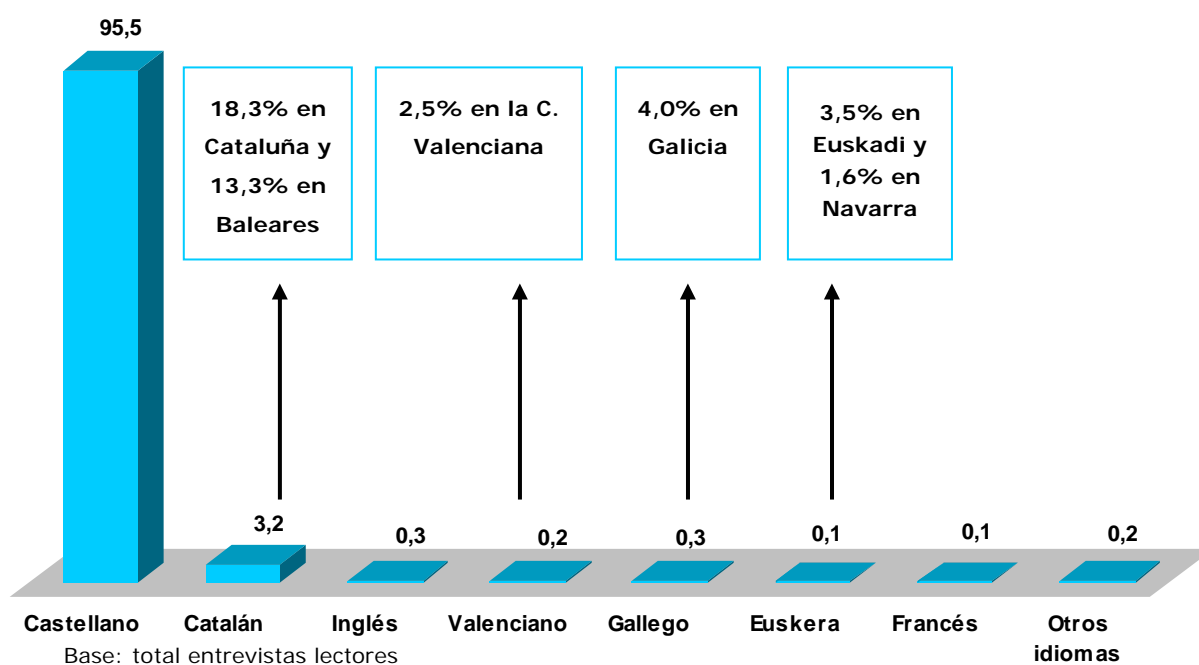 95,5
18,3% en
Cataluña y
13,3% en
Baleares
2,5% en la C.
Valenciana
4,0% en
Galicia
3,5% en
Euskadi y
1,6% en
Navarra
3,2
0,3
0,2
0,3
0,1
0,1
0,2
Castellano
Catalán
Inglés
Valenciano
Gallego
Euskera
Francés
Otros
idiomas
Base: total entrevistas lectores